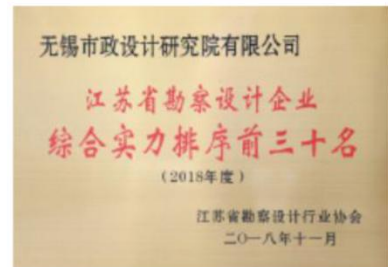 无锡市政设计研究院有限公司
江苏省勘察设计企业
综合实力排序前三十名
(2018年度)
江苏省勘察设计行业协会
二〇一八年十一月